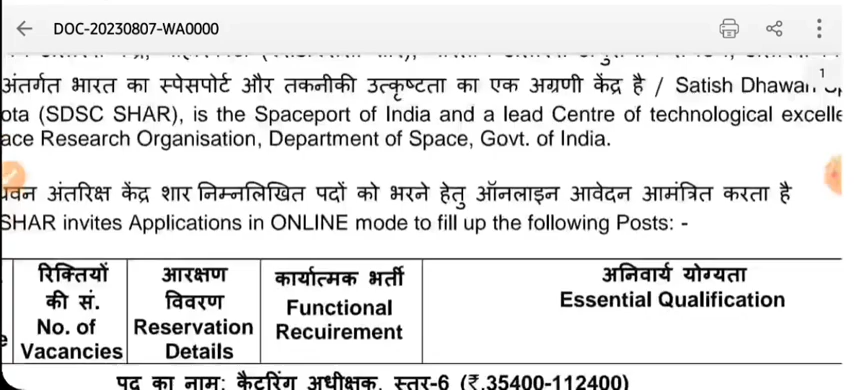 DOC-20230807-WA0000
1
अंतर्गत भारत का स्पेसपोर्ट और तकनीकी उत्कृष्टता का एक अग्रणी केंद्र है / Satish Dhawan
ota (SDSC SHAR), is the Spaceport of India and a lead Centre of technological excelle
ace Research Organisation, Department of Space, Govt. of India.
धवन अंतरिक्ष केंद्र शार निम्नलिखित पदों को भरने हेतु ऑनलाइन आवेदन आमंत्रित करता है
SHAR invites Applications in ONLINE mode to fill up the following Posts: -
रिक्तियों की सं. No. of Vacancies
आरक्षण विवरण Reservation Details
कार्यात्मक भर्ती Functional Recuirement
अनिवार्य योग्यता Essential Qualification
पद का नाम: कैटरिंग अधीक्षक, स्तर-6 (₹.35400-112400)